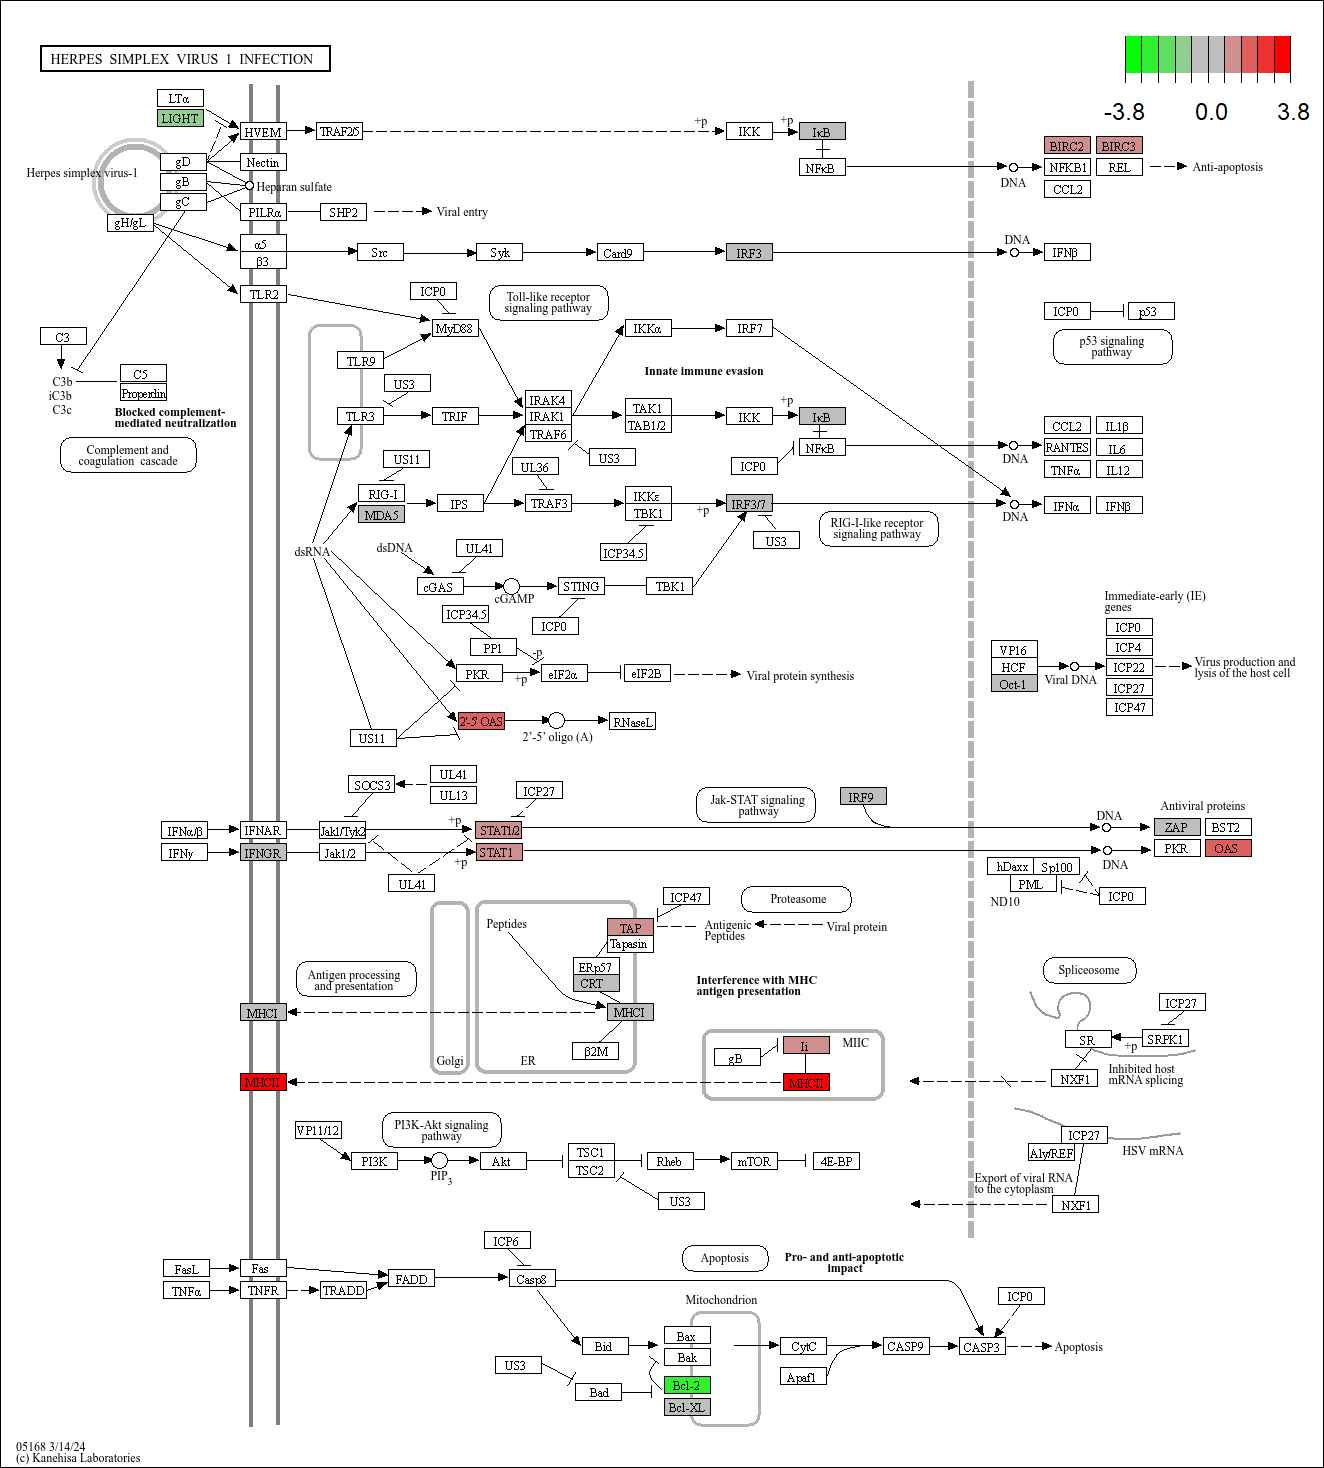 HERPES SIMPLEX VIRUS 1 INFECTION
-3.8 0.0 3.8
LTα
LIGHT
HVEM
TRAF2/5
+p
IKK
+p
IκB
NFκB
DNA
BIRC2 BIRC3
NFKB1 REL
CCL2
Anti-apoptosis
Herpes simplex virus-1
gD
gB
gC
gH/gL
Nectin
Heparan sulfate
PILRα
SHP2
Viral entry
α5
β3
Src
Syk
Card9
IRF3
DNA
IFNβ
TLR2
ICP0
MyD88
Toll-like receptor
signaling pathway
IKKα
IRF7
ICP0
p53
p53 signaling
pathway
C3
C3b
iC3b
C3c
C5
Properdin
Blocked complement-
mediated neutralization
Complement and
coagulation cascade
TLR9
US3
TLR3
TRIF
IRAK4
IRAK1
TRAF6
US3
Innate immune evasion
TAK1
TAB1/2
IKK
+p
IκB
NFκB
ICP0
DNA
CCL2 IL1β
RANTES IL6
TNFα IL12
US11
RIG-I
MDA5
IPS
UL36
TRAF3
IKKε
TBK1
ICP34.5
+p
IRF3/7
US3
RIG-I-like receptor
signaling pathway
DNA
IFNα IFNβ
dsRNA
dsDNA
UL41
cGAS
cGAMP
STING
TBK1
ICP0
ICP34.5
PP1
-p
PKR
+p
eIF2α
eIF2B
Viral protein synthesis
2'-5' OAS
2'-5' oligo (A)
RNaseL
US11
Immediate-early (IE)
genes
VP16
HCF
Oct-1
Viral DNA
ICP0
ICP4
ICP22
ICP27
ICP47
Virus production and
lysis of the host cell
SOCS3
UL41
UL13
ICP27
Jak-STAT signaling
pathway
IRF9
IFNα/β
IFNAR
Jak1/Tyk2
+p
STAT1/2
IFNγ
IFNGR
Jak1/2
+p
STAT1
UL41
DNA
DNA
Antiviral proteins
ZAP BST2
PKR OAS
hDaxx Sp100
PML
ND10
ICP0
Peptides
TAP
Tapasin
ICP47
Antigenic
Peptides
Proteasome
Viral protein
ERp57
CRT
MHCI
β2M
Golgi
ER
Antigen processing
and presentation
MHCI
MHCII
Interference with MHC
antigen presentation
gB
Ii
MIIC
MHCII
Spliceosome
ICP27
SR
+p
SRPK1
NXF1
Inhibited host
mRNA splicing
VP11/12
PI3K-Akt signaling
pathway
PI3K
PIP3
Akt
TSC1
TSC2
US3
Rheb
mTOR
4E-BP
ICP27
Aly/REF
HSV mRNA
Export of viral RNA
to the cytoplasm
NXF1
ICP6
Apoptosis
Pro- and anti-apoptotic
impact
FasL
Fas
FADD
Casp8
TNFα
TNFR
TRADD
Mitochondrion
ICP0
Bid
Bax
Bak
CytC
Apaf1
CASP9
CASP3
Apoptosis
US3
Bad
Bcl-2
Bcl-XL
05168 3/14/24
(c) Kanehisa Laboratories